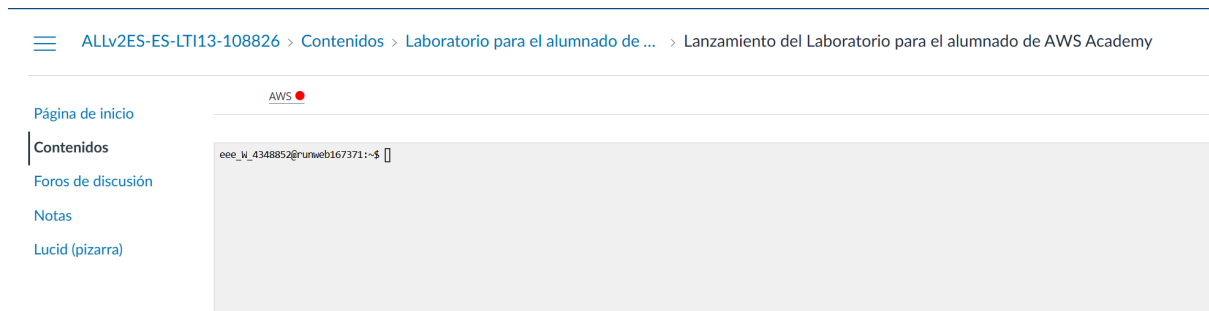 ALLv2ES-ES-LTI13-108826 > Contenidos > Laboratorio para el alumnado de ... > Lanzamiento del Laboratorio para el alumnado de AWS Academy
AWS
Página de inicio
Contenidos
eee_W_4348852@runweb167371:~$
Foros de discusión
Notas
Lucid (pizarra)